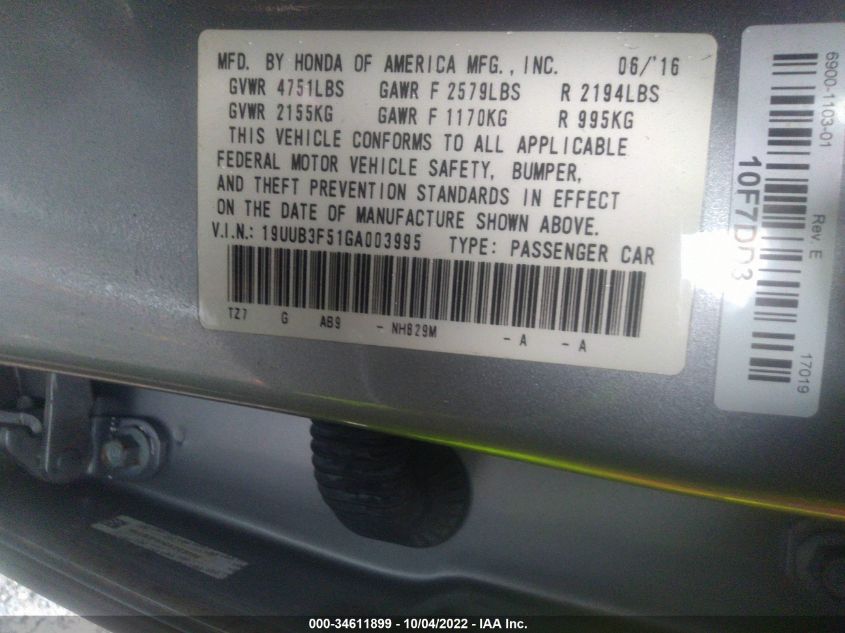 MFD. BY HONDA OF AMERICA MFG., INC. 06/'16
GVWR 4751LBS GAWR F 2579LBS R 2194LBS
GVWR 2155KG GAWR F 1170KG R 995KG
THIS VEHICLE CONFORMS TO ALL APPLICABLE
FEDERAL MOTOR VEHICLE SAFETY, BUMPER,
AND THEFT PREVENTION STANDARDS IN EFFECT
ON THE DATE OF MANUFACTURE SHOWN ABOVE.
V.I.N.: 19UUB3F51GA003995 TYPE: PASSENGER CAR
TZ7 G AB9 - NH829M - A - A
6900-1103-01 Rev. E 17019
10F7DD3
000-34611899 - 10/04/2022 - IAA Inc.